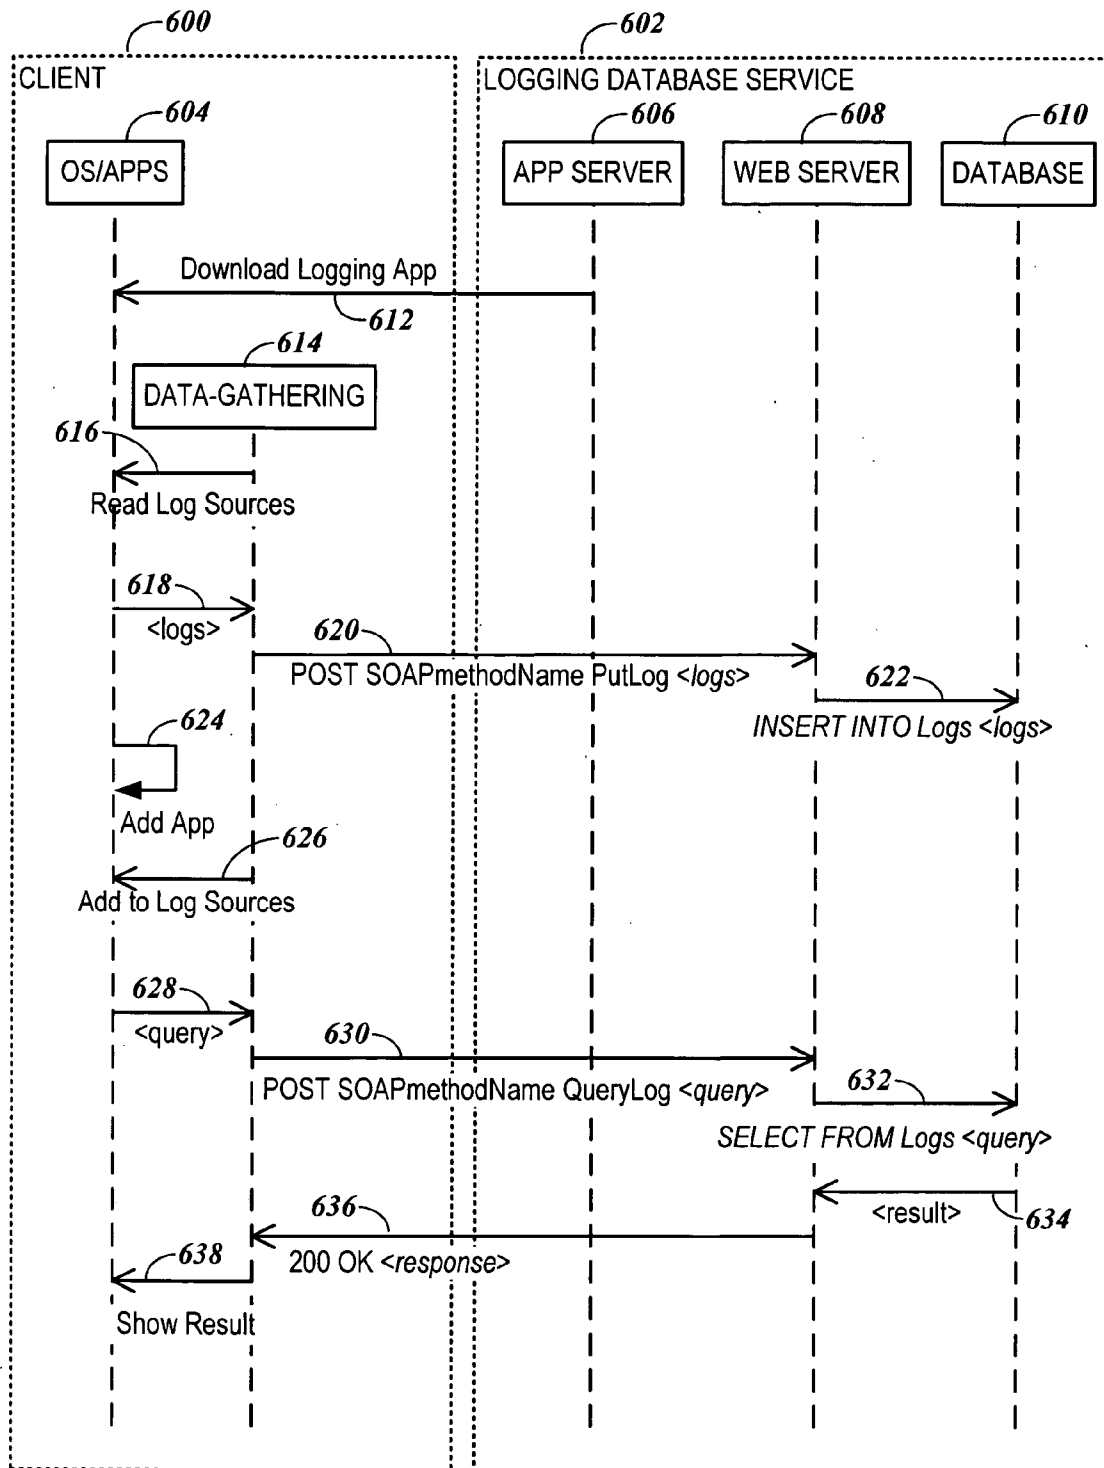 600
602
CLIENT
LOGGING DATABASE SERVICE
604
606
608
610
OS/APPS
APP SERVER
WEB SERVER
DATABASE
Download Logging App
612
614
DATA-GATHERING
616
Read Log Sources
618
<logs>
620
POST SOAPmethodName PutLog <logs>
622
INSERT INTO Logs <logs>
624
Add App
626
Add to Log Sources
628
<query>
630
POST SOAPmethodName QueryLog <query>
632
SELECT FROM Logs <query>
<result>
634
636
200 OK <response>
638
Show Result